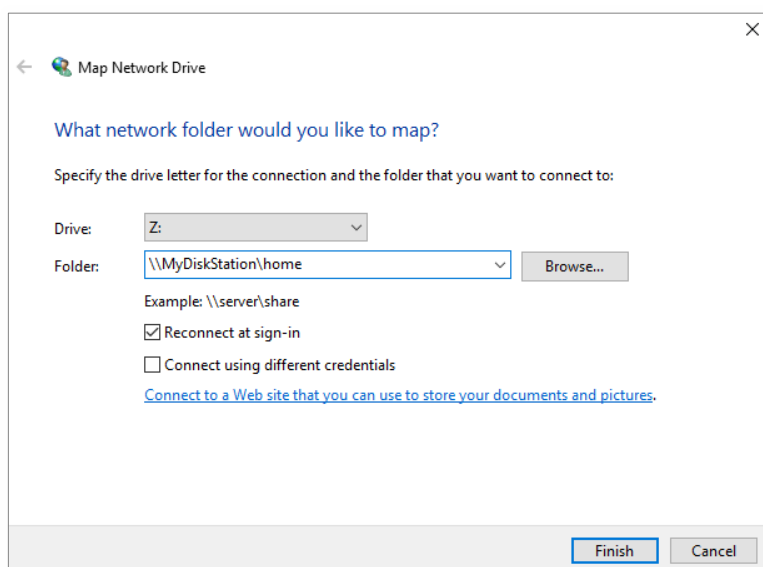 Map Network Drive
What network folder would you like to map?
Specify the drive letter for the connection and the folder that you want to connect to:
Drive: Z:
Folder: \\MyDiskStation\home Browse...
Example: \\server\share
Reconnect at sign-in
Connect using different credentials
Connect to a Web site that you can use to store your documents and pictures.
Finish Cancel